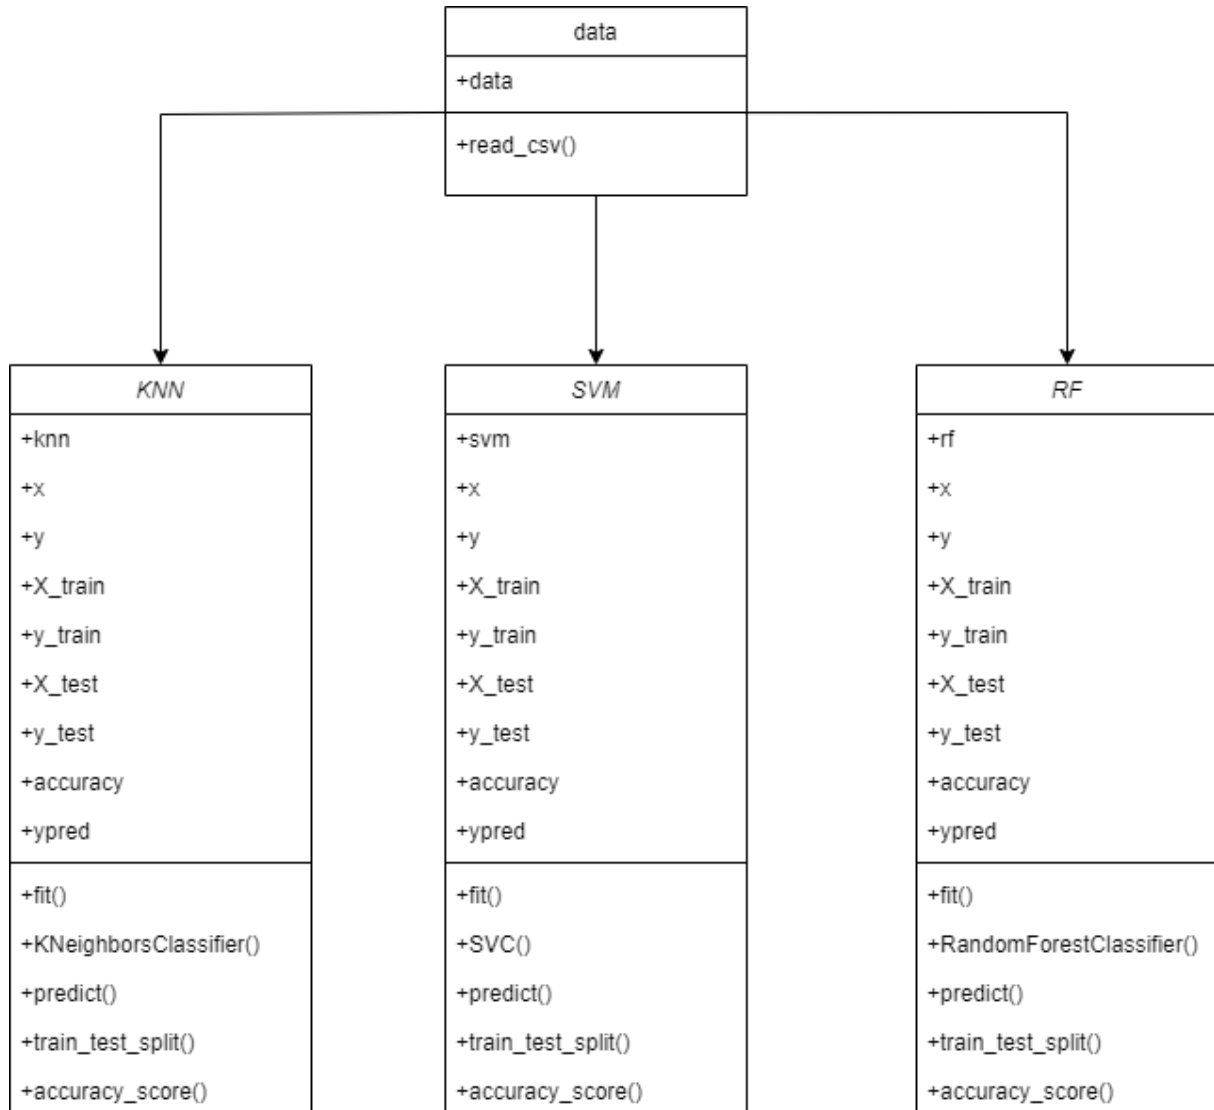 data
+data
+read_csv()
KNN
+knn
+x
+y
+X_train
+y_train
+X_test
+y_test
+accuracy
+ypred
+fit()
+KNeighborsClassifier()
+predict()
+train_test_split()
+accuracy_score()
SVM
+svm
+x
+y
+X_train
+y_train
+X_test
+y_test
+accuracy
+ypred
+fit()
+SVC()
+predict()
+train_test_split()
+accuracy_score()
RF
+rf
+x
+y
+X_train
+y_train
+X_test
+y_test
+accuracy
+ypred
+fit()
+RandomForestClassifier()
+predict()
+train_test_split()
+accuracy_score()